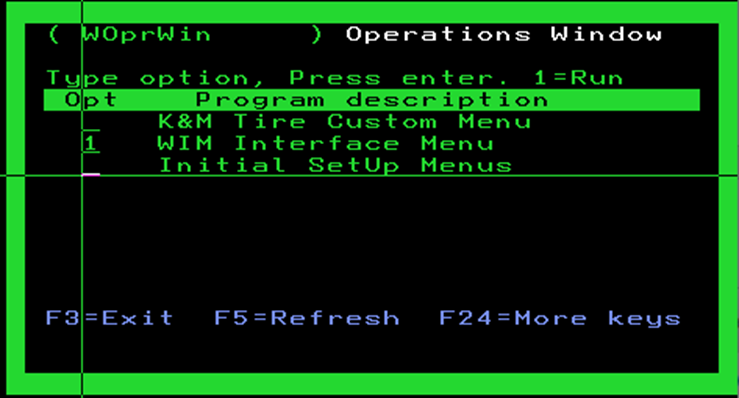 ( WOprWin ) Operations Window
Type option, Press enter. 1=Run
Opt Program description
_ K&M Tire Custom Menu
1 WIM Interface Menu
_ Initial SetUp Menus
F3=Exit F5=Refresh F24=More keys